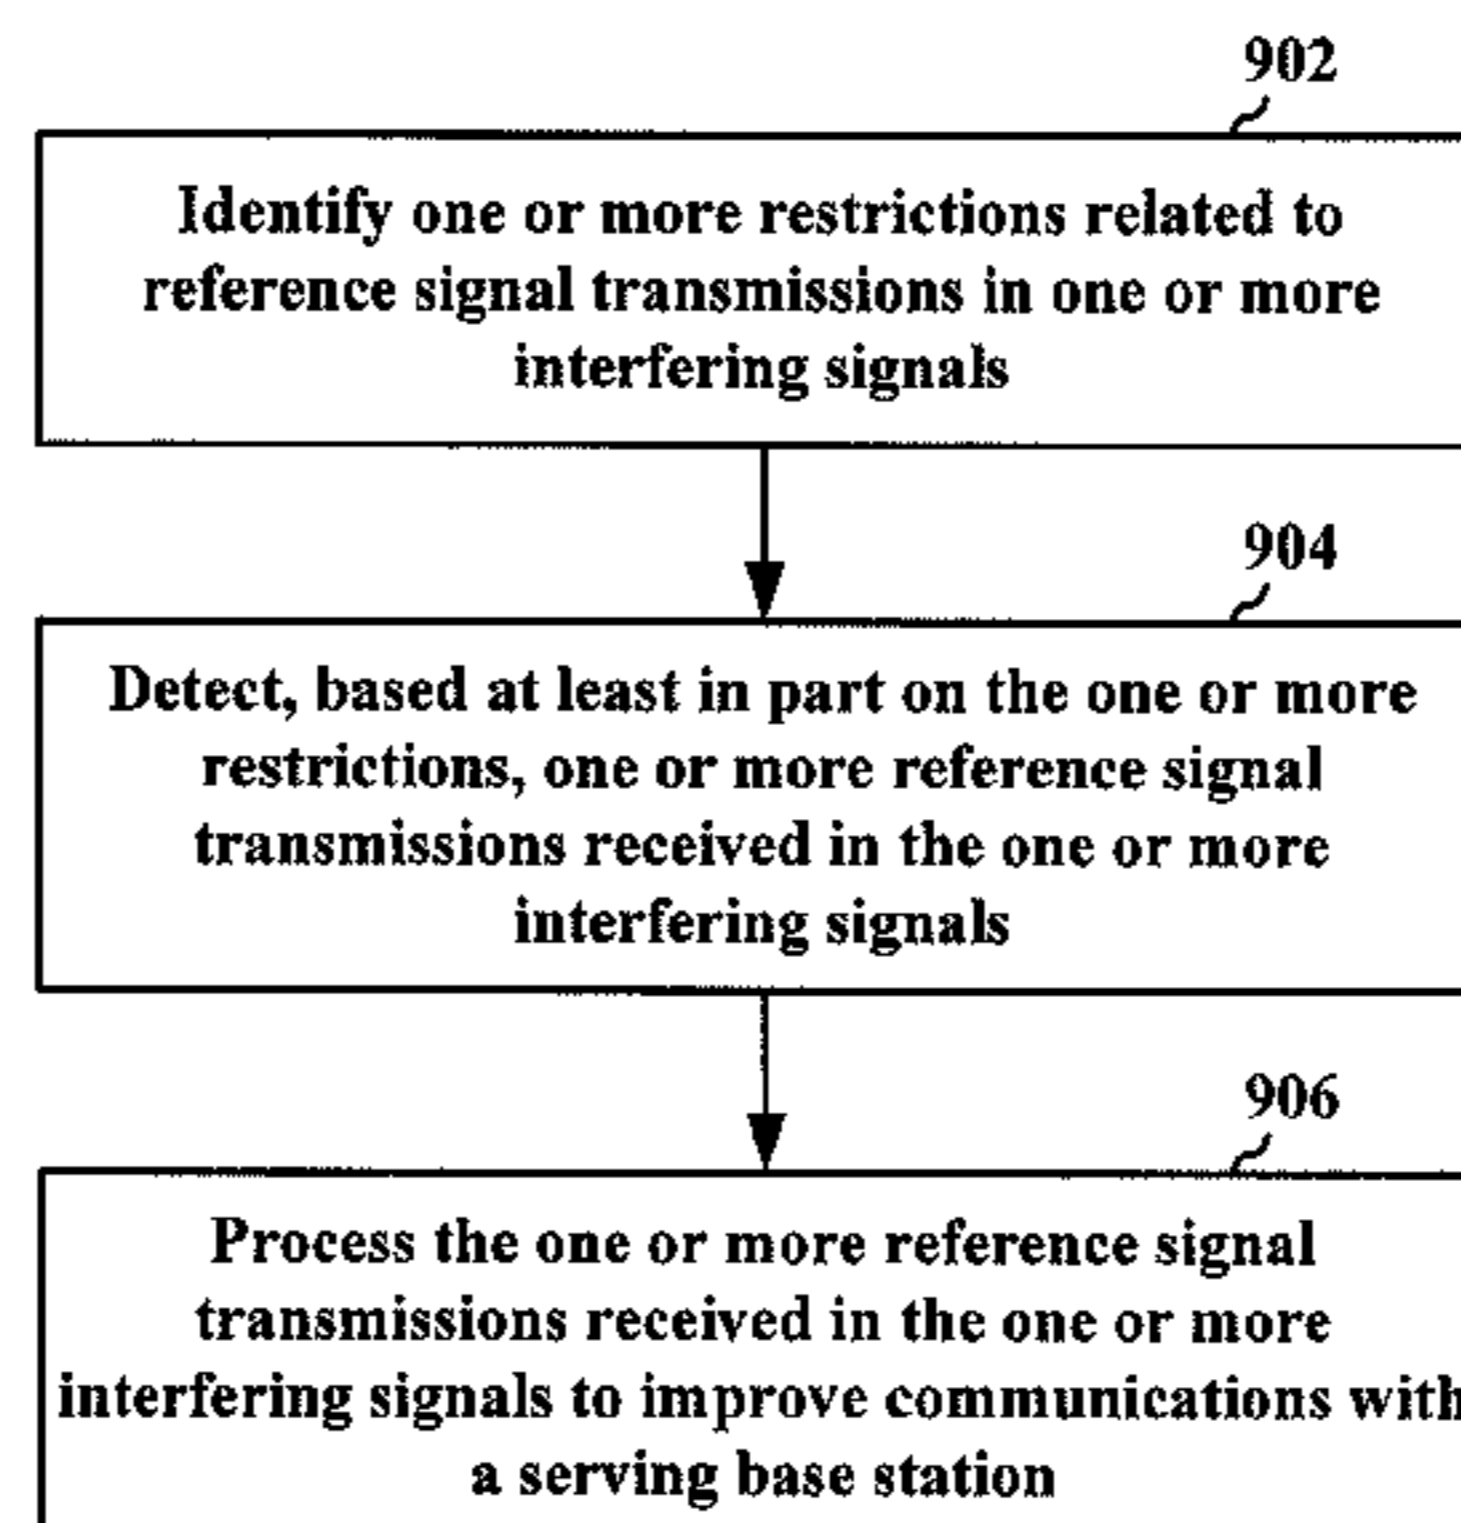 902
Identify one or more restrictions related to
reference signal transmissions in one or more
interfering signals
904
Detect, based at least in part on the one or more
restrictions, one or more reference signal
transmissions received in the one or more
interfering signals
906
Process the one or more reference signal
transmissions received in the one or more
interfering signals to improve communications with
a serving base station